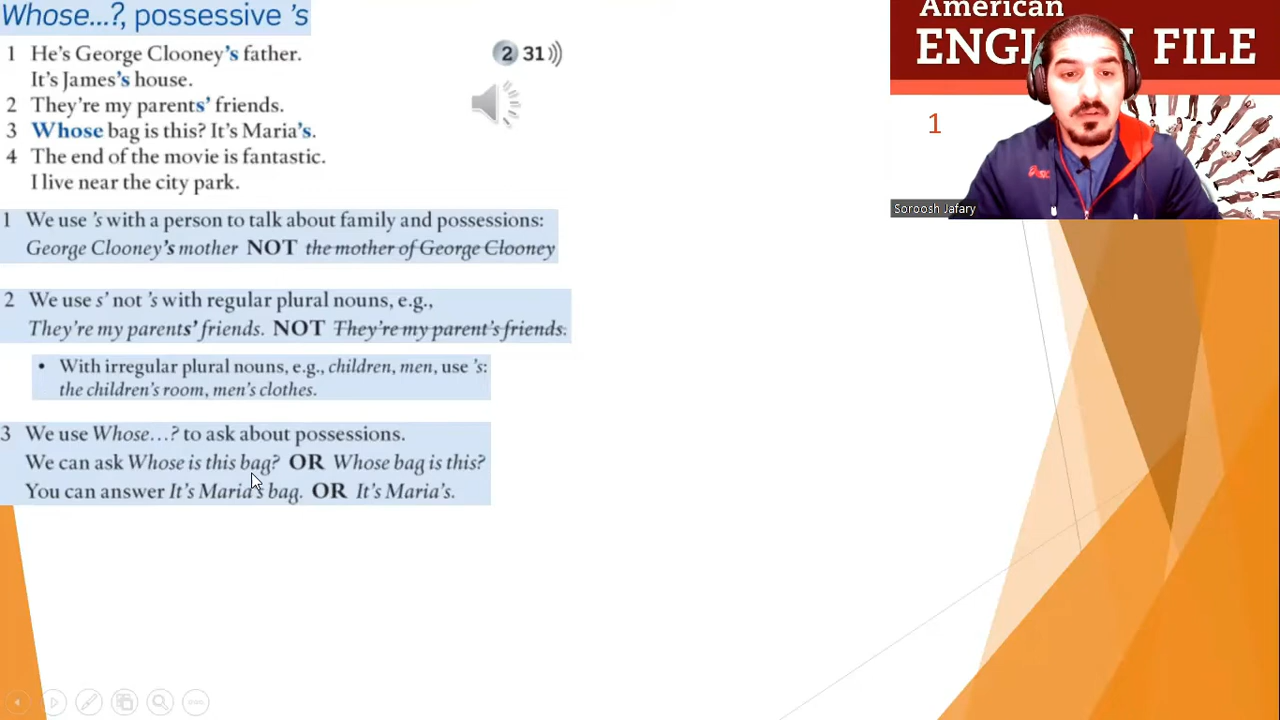 Whose...?, possessive 's
1 He's George Clooney's father.
It's James's house.
2 They're my parents' friends.
3 Whose bag is this? It's Maria's.
4 The end of the movie is fantastic.
I live near the city park.
2 31
1 We use 's with a person to talk about family and possessions:
George Clooney's mother NOT the mother of George Clooney
2 We use s' not 's with regular plural nouns, e.g.,
They're my parents' friends. NOT They're my parent's friends.
• With irregular plural nouns, e.g., children, men, use 's:
the children's room, men's clothes.
3 We use Whose...? to ask about possessions.
We can ask Whose is this bag? OR Whose bag is this?
You can answer It's Maria's bag. OR It's Maria's.
American
FILE
1
Soroosh Jafary